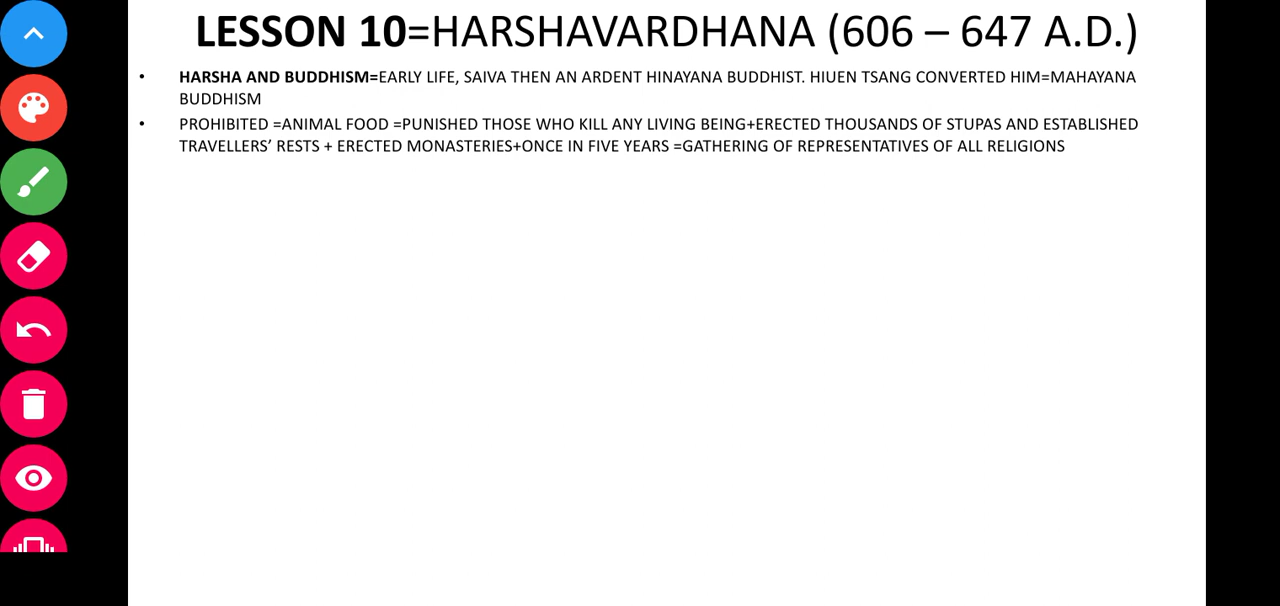 LESSON 10=HARSHAVARDHANA (606 – 647 A.D.)
• HARSHA AND BUDDHISM=EARLY LIFE, SAIVA THEN AN ARDENT HINAYANA BUDDHIST. HIUEN TSANG CONVERTED HIM=MAHAYANA
BUDDHISM
• PROHIBITED =ANIMAL FOOD =PUNISHED THOSE WHO KILL ANY LIVING BEING+ERECTED THOUSANDS OF STUPAS AND ESTABLISHED
TRAVELLERS’ RESTS + ERECTED MONASTERIES+ONCE IN FIVE YEARS =GATHERING OF REPRESENTATIVES OF ALL RELIGIONS